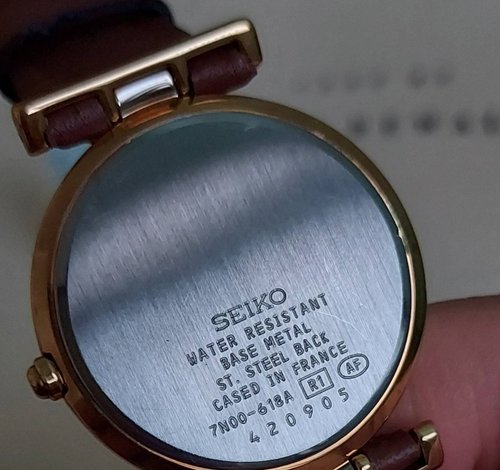 SEIKO
WATER RESISTANT
BASE METAL
ST. STEEL BACK
CASED IN FRANCE
7N00-618A R1 AF
420905